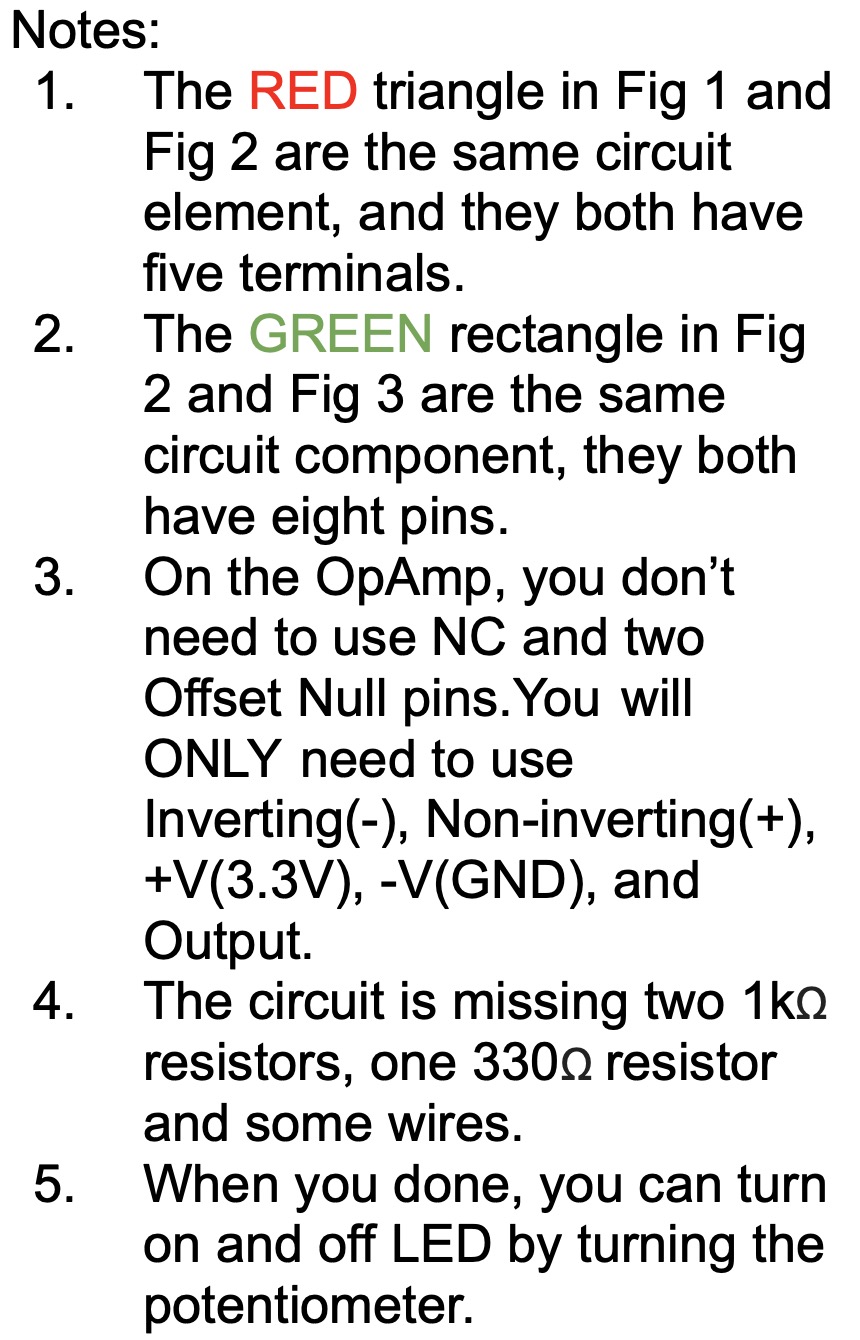 Notes:
1. The RED triangle in Fig 1 and
Fig 2 are the same circuit
element, and they both have
five terminals.
2. The GREEN rectangle in Fig
2 and Fig 3 are the same
circuit component, they both
have eight pins.
3. On the OpAmp, you don’t
need to use NC and two
Offset Null pins.You will
ONLY need to use
Inverting(-), Non-inverting(+),
+V(3.3V), -V(GND), and
Output.
4. The circuit is missing two 1kΩ
resistors, one 330Ω resistor
and some wires.
5. When you done, you can turn
on and off LED by turning the
potentiometer.